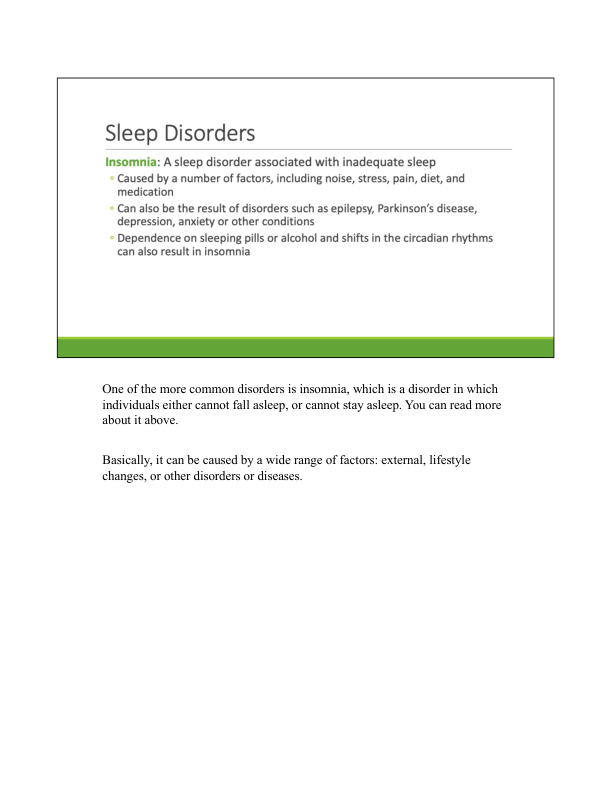 Sleep Disorders
Insomnia: A sleep disorder associated with inadequate sleep
• Caused by a number of factors, including noise, stress, pain, diet, and
medication
• Can also be the result of disorders such as epilepsy, Parkinson’s disease,
depression, anxiety or other conditions
• Dependence on sleeping pills or alcohol and shifts in the circadian rhythms
can also result in insomnia
One of the more common disorders is insomnia, which is a disorder in which
individuals either cannot fall asleep, or cannot stay asleep. You can read more
about it above.
Basically, it can be caused by a wide range of factors: external, lifestyle
changes, or other disorders or diseases.